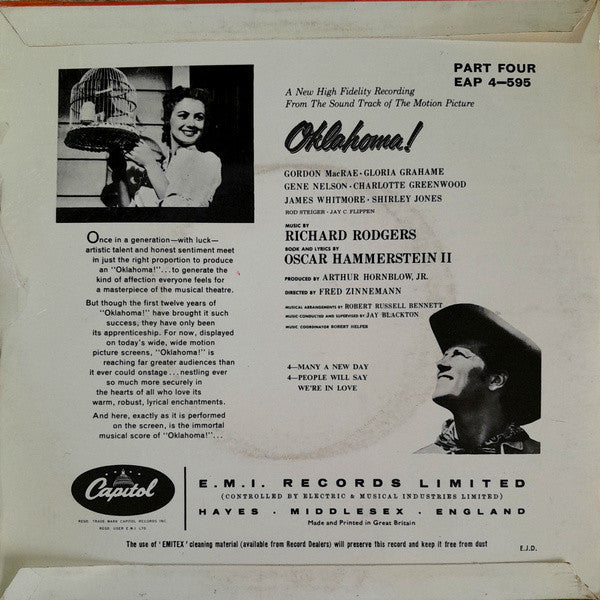 PART FOUR
EAP 4—595
A New High Fidelity Recording
From The Sound Track of The Motion Picture
Oklahoma!
GORDON MacRAE · GLORIA GRAHAME
GENE NELSON · CHARLOTTE GREENWOOD
JAMES WHITMORE · SHIRLEY JONES
ROD STEIGER · JAY C. FLIPPEN
MUSIC BY
RICHARD RODGERS
BOOK AND LYRICS BY
OSCAR HAMMERSTEIN II
PRODUCED BY ARTHUR HORNBLOW, JR.
DIRECTED BY FRED ZINNEMANN
MUSICAL ARRANGEMENTS BY ROBERT RUSSELL BENNETT
MUSIC CONDUCTED AND SUPERVISED BY JAY BLACKTON
MUSIC COORDINATOR ROBERT HELFER
4—MANY A NEW DAY
4—PEOPLE WILL SAY
WE'RE IN LOVE
Once in a generation—with luck—
artistic talent and honest sentiment meet
in just the right proportion to produce
an "Oklahoma!"...to generate the
kind of affection everyone feels for
a masterpiece of the musical theatre.
But though the first twelve years of
"Oklahoma!" have brought it such
success, they have only been
its apprenticeship. For now, displayed
on today's wide, wide motion
picture screens, "Oklahoma!" is
reaching far greater audiences than
it ever could onstage...nestling ever
so much more securely in
the hearts of all who love its
warm, robust, lyrical enchantments.
And here, exactly as it is performed
on the screen, is the immortal
musical score of "Oklahoma!"...
Capitol
REGD. TRADE MARK CAPITOL RECORDS INC
REGD. USER E.M.I. LTD
E.M.I. RECORDS LIMITED
(CONTROLLED BY ELECTRIC & MUSICAL INDUSTRIES LIMITED)
HAYES · MIDDLESEX · ENGLAND
Made and Printed in Great Britain
The use of 'EMITEX' cleaning material (available from Record Dealers) will preserve this record and keep it free from dust
E.J.D.